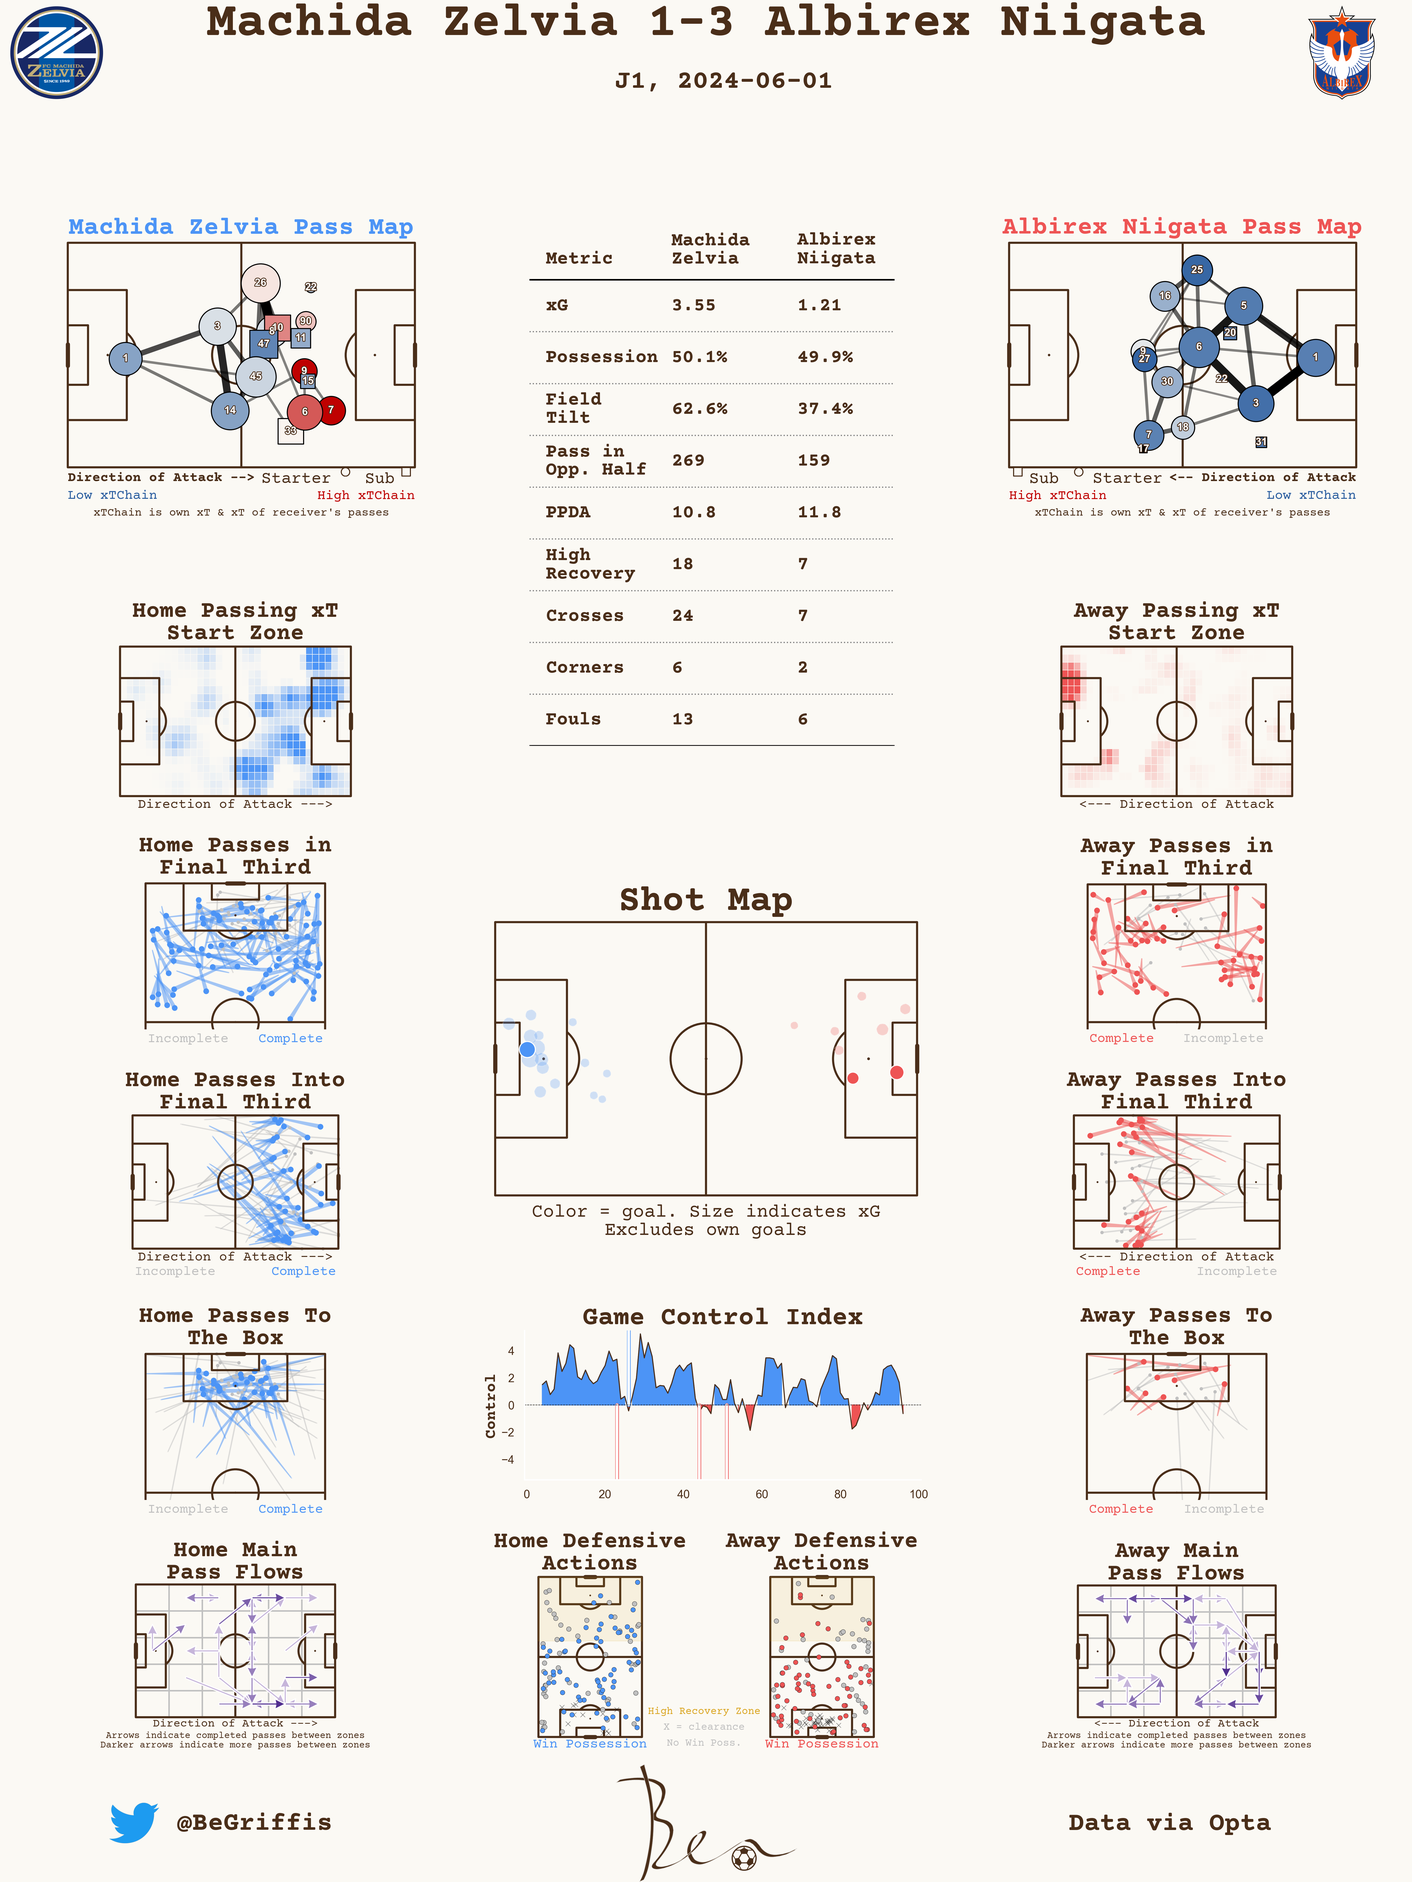 Machida Zelvia 1-3 Albirex Niigata
J1, 2024-06-01
FC MACHIDA
ZELVIA
SINCE 1989
ALBIREX
Machida Zelvia Pass Map
26
22
3
8
10
90
11
47
1
45
9
15
14
6
7
33
Direction of Attack --> Starter Sub
Low xTChain High xTChain
xTChain is own xT & xT of receiver's passes
Metric Machida Zelvia Albirex Niigata
xG 3.55 1.21
Possession 50.1% 49.9%
Field Tilt 62.6% 37.4%
Pass in Opp. Half 269 159
PPDA 10.8 11.8
High Recovery 18 7
Crosses 24 7
Corners 6 2
Fouls 13 6
Albirex Niigata Pass Map
25
16
5
20
9
27
6
1
30
22
3
7
18
17
31
Sub Starter <-- Direction of Attack
High xTChain Low xTChain
xTChain is own xT & xT of receiver's passes
Home Passing xT
Start Zone
Direction of Attack --->
Away Passing xT
Start Zone
<--- Direction of Attack
Home Passes in
Final Third
Incomplete Complete
Away Passes in
Final Third
Complete Incomplete
Shot Map
Color = goal. Size indicates xG
Excludes own goals
Home Passes Into
Final Third
Direction of Attack --->
Incomplete Complete
Away Passes Into
Final Third
<--- Direction of Attack
Complete Incomplete
Home Passes To
The Box
Incomplete Complete
Game Control Index
Control
4
2
0
−2
−4
0 20 40 60 80 100
Away Passes To
The Box
Complete Incomplete
Home Main
Pass Flows
Direction of Attack --->
Arrows indicate completed passes between zones
Darker arrows indicate more passes between zones
Home Defensive
Actions
Win Possession
High Recovery Zone
X = clearance
No Win Poss.
Away Defensive
Actions
Win Possession
Away Main
Pass Flows
<--- Direction of Attack
Arrows indicate completed passes between zones
Darker arrows indicate more passes between zones
@BeGriffis
Ben
Data via Opta